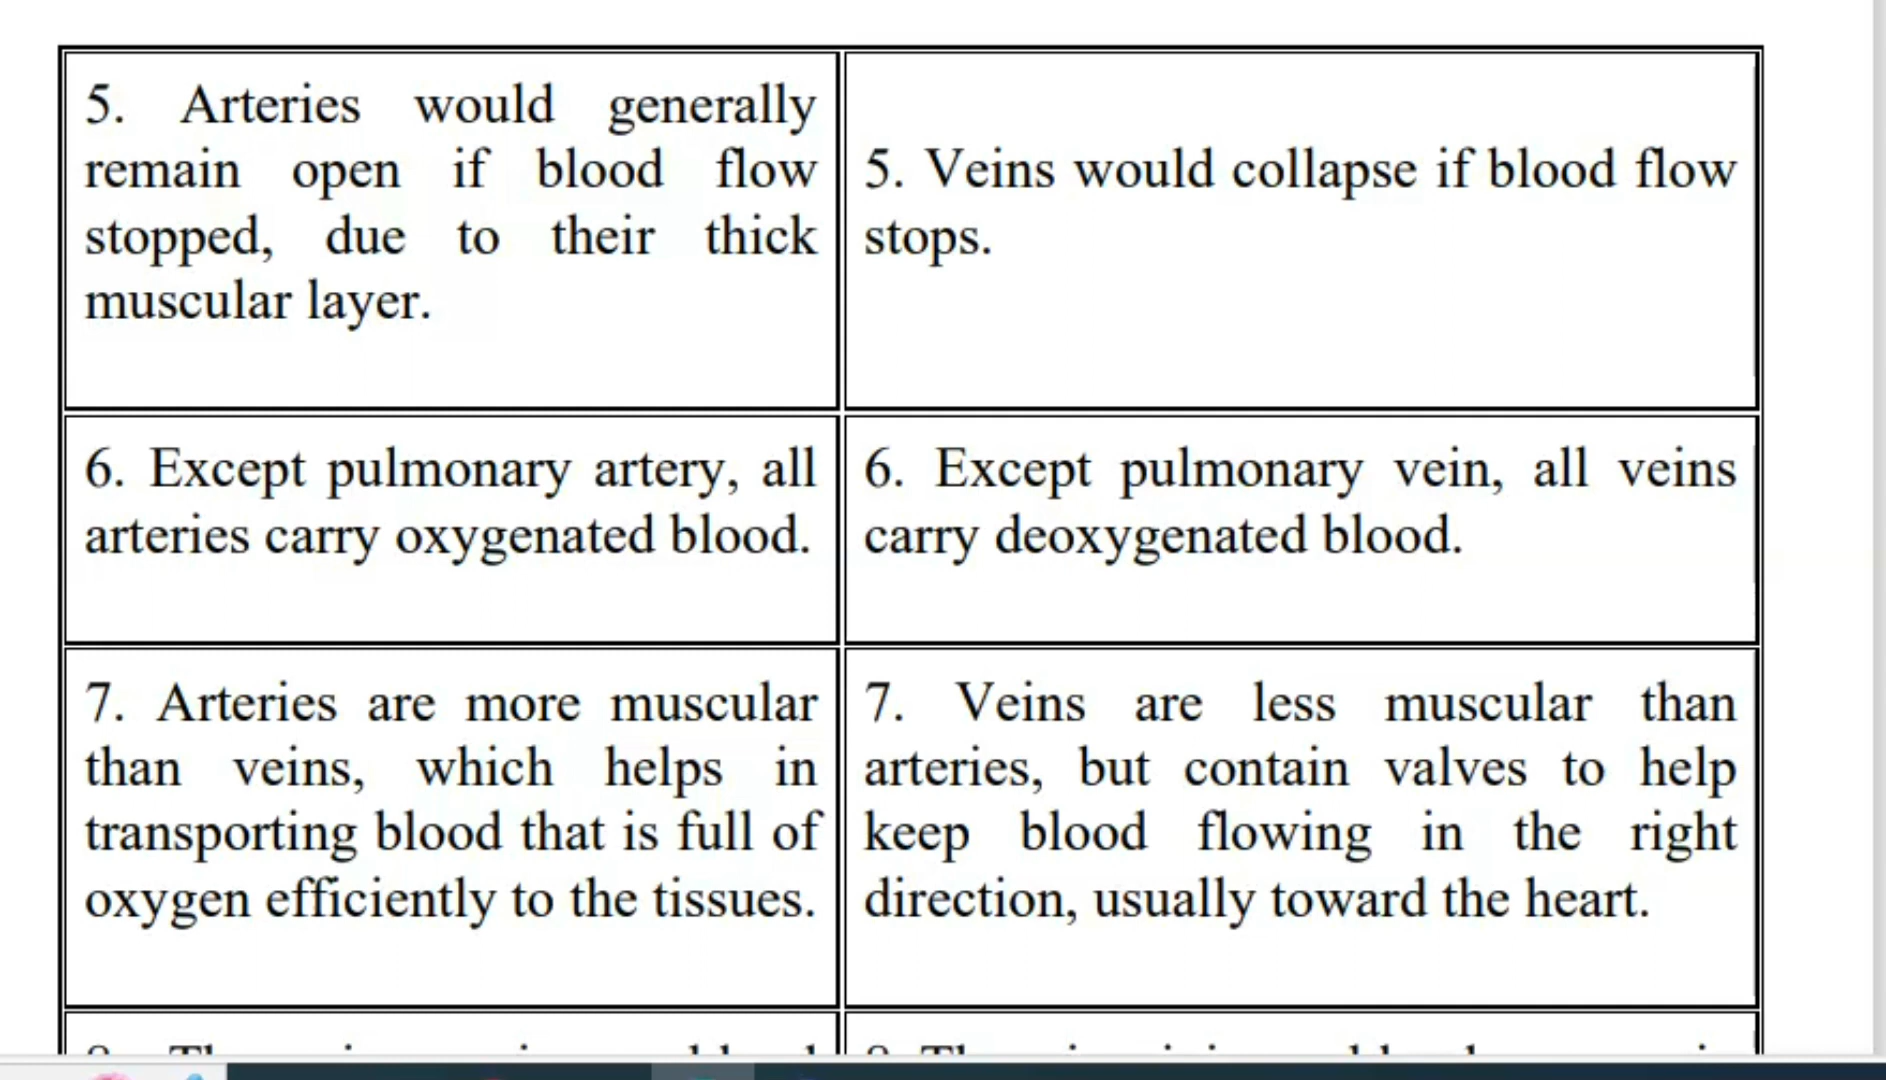 5. Arteries would generally
remain open if blood flow
stopped, due to their thick
muscular layer.
5. Veins would collapse if blood flow
stops.
6. Except pulmonary artery, all
arteries carry oxygenated blood.
6. Except pulmonary vein, all veins
carry deoxygenated blood.
7. Arteries are more muscular
than veins, which helps in
transporting blood that is full of
oxygen efficiently to the tissues.
7. Veins are less muscular than
arteries, but contain valves to help
keep blood flowing in the right
direction, usually toward the heart.